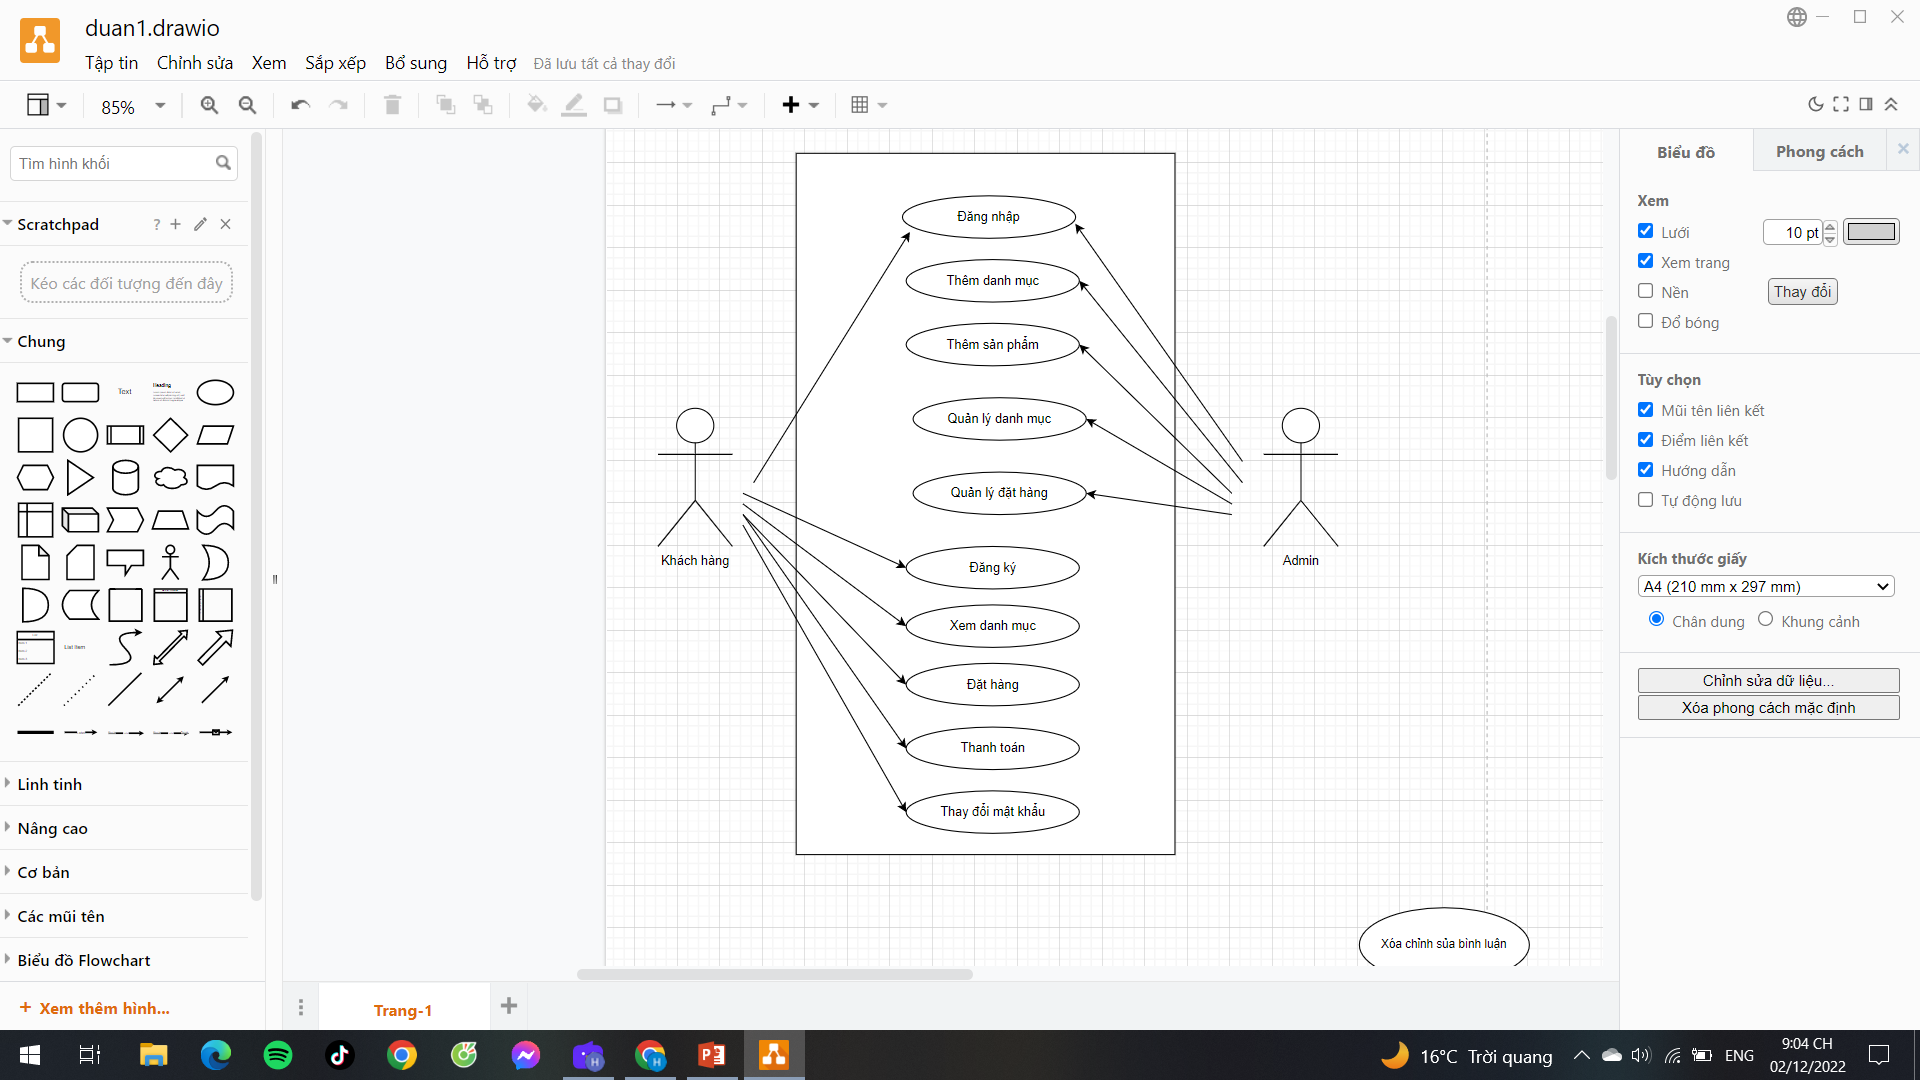 duan1.drawio
Tập tin Chỉnh sửa Xem Sắp xếp Bổ sung Hỗ trợ Đã lưu tất cả thay đổi
85%
Tìm hình khối
Scratchpad
?
Kéo các đối tượng đến đây
Chung
Text
Heading
List Item
Linh tinh
Nâng cao
Cơ bản
Các mũi tên
Biểu đồ Flowchart
+ Xem thêm hình...
Đăng nhập
Thêm danh mục
Thêm sản phẩm
Quản lý danh mục
Quản lý đặt hàng
Khách hàng
Admin
Đăng ký
Xem danh mục
Đặt hàng
Thanh toán
Thay đổi mật khẩu
Xóa chỉnh sủa bình luận
Trang-1
Biểu đồ
Phong cách
Xem
Lưới
10 pt
Xem trang
Nền
Thay đổi
Đổ bóng
Tùy chọn
Mũi tên liên kết
Điểm liên kết
Hướng dẫn
Tự động lưu
Kích thước giấy
A4 (210 mm x 297 mm)
Chân dung
Khung cảnh
Chỉnh sửa dữ liệu...
Xóa phong cách mặc định
H
H
16°C Trời quang
ENG
9:04 CH
02/12/2022